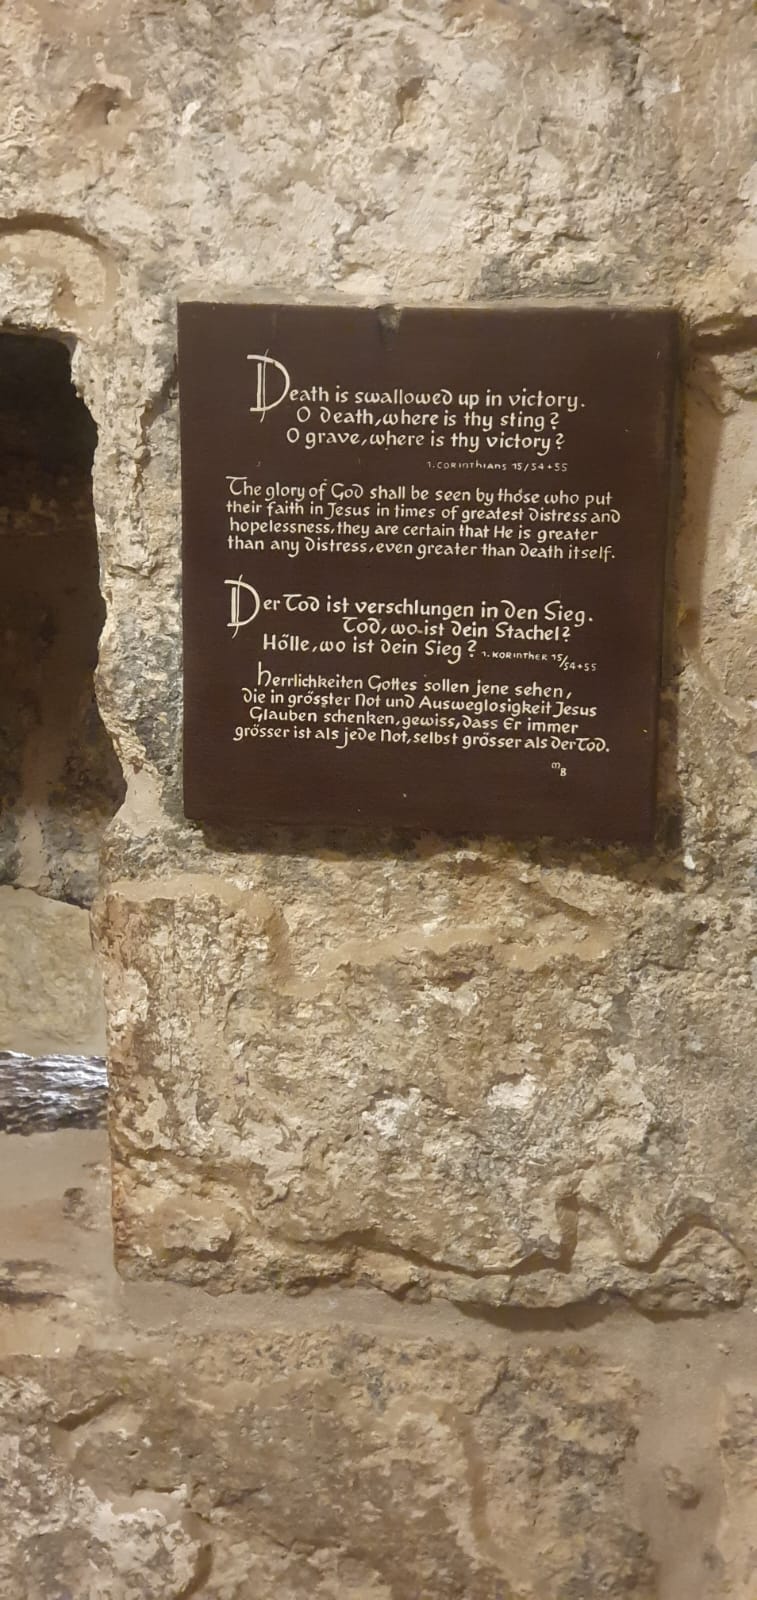 Death is swallowed up in victory.
O death, where is thy sting?
O grave, where is thy victory?
1. Corinthians 15/54+55
The glory of God shall be seen by those who put
their faith in Jesus in times of greatest distress and
hopelessness, they are certain that He is greater
than any distress, even greater than death itself.
Der Tod ist verschlungen in den Sieg.
Tod, wo ist dein Stachel?
Hölle, wo ist dein Sieg? 1. Korinther 15/54+55
Herrlichkeiten Gottes sollen jene sehen,
die in grösster Not und Ausweglosigkeit Jesus
Glauben schenken, gewiss, dass Er immer
grösser ist als jede Not, selbst grösser als der Tod.
m8